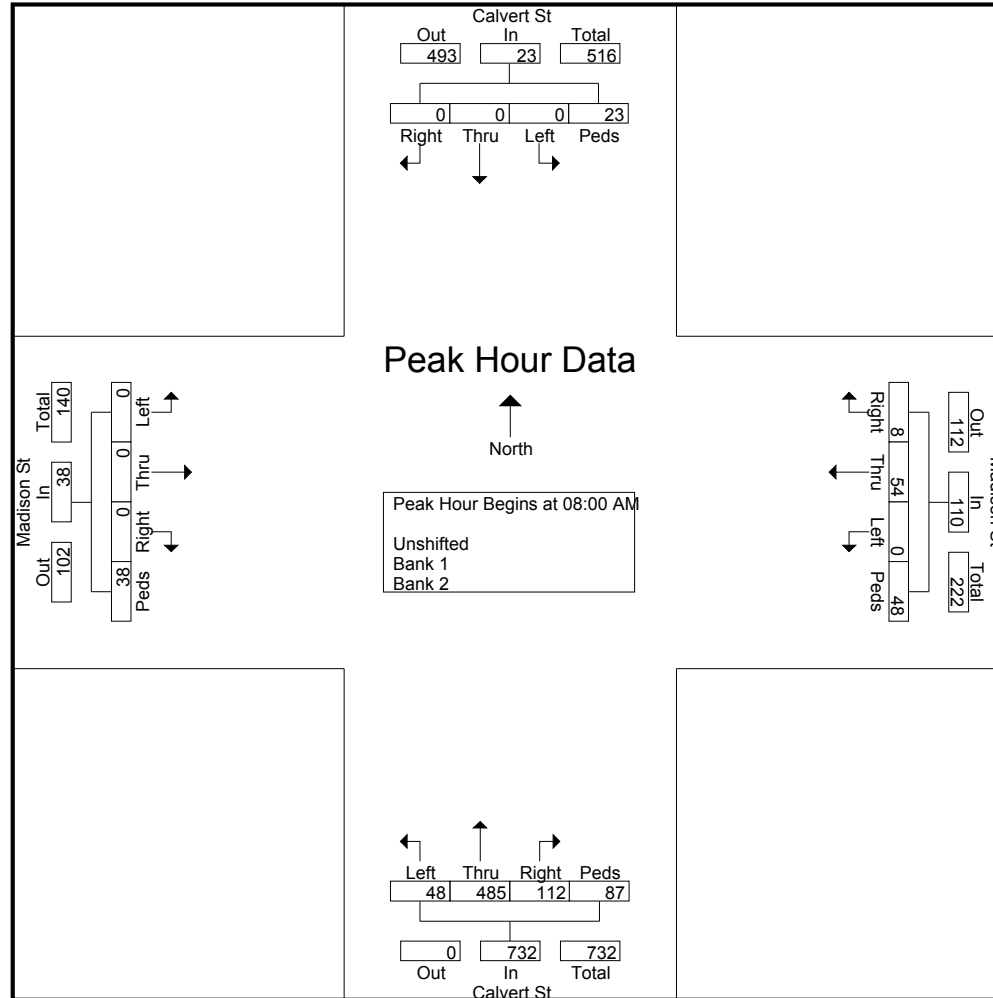 Calvert St
Out In Total
493 23 516
0 0 0 23
Right Thru Left Peds
Peak Hour Data
North
Peak Hour Begins at 08:00 AM
Unshifted
Bank 1
Bank 2
Madison St
Total In Out
140 38 102
0 0 0 38
Left Thru Right Peds
Right Thru Left Peds
8 54 0 48
112 110 222
Out In Total
Madison St
Left Thru Right Peds
48 485 112 87
0 732 732
Out In Total
Calvert St